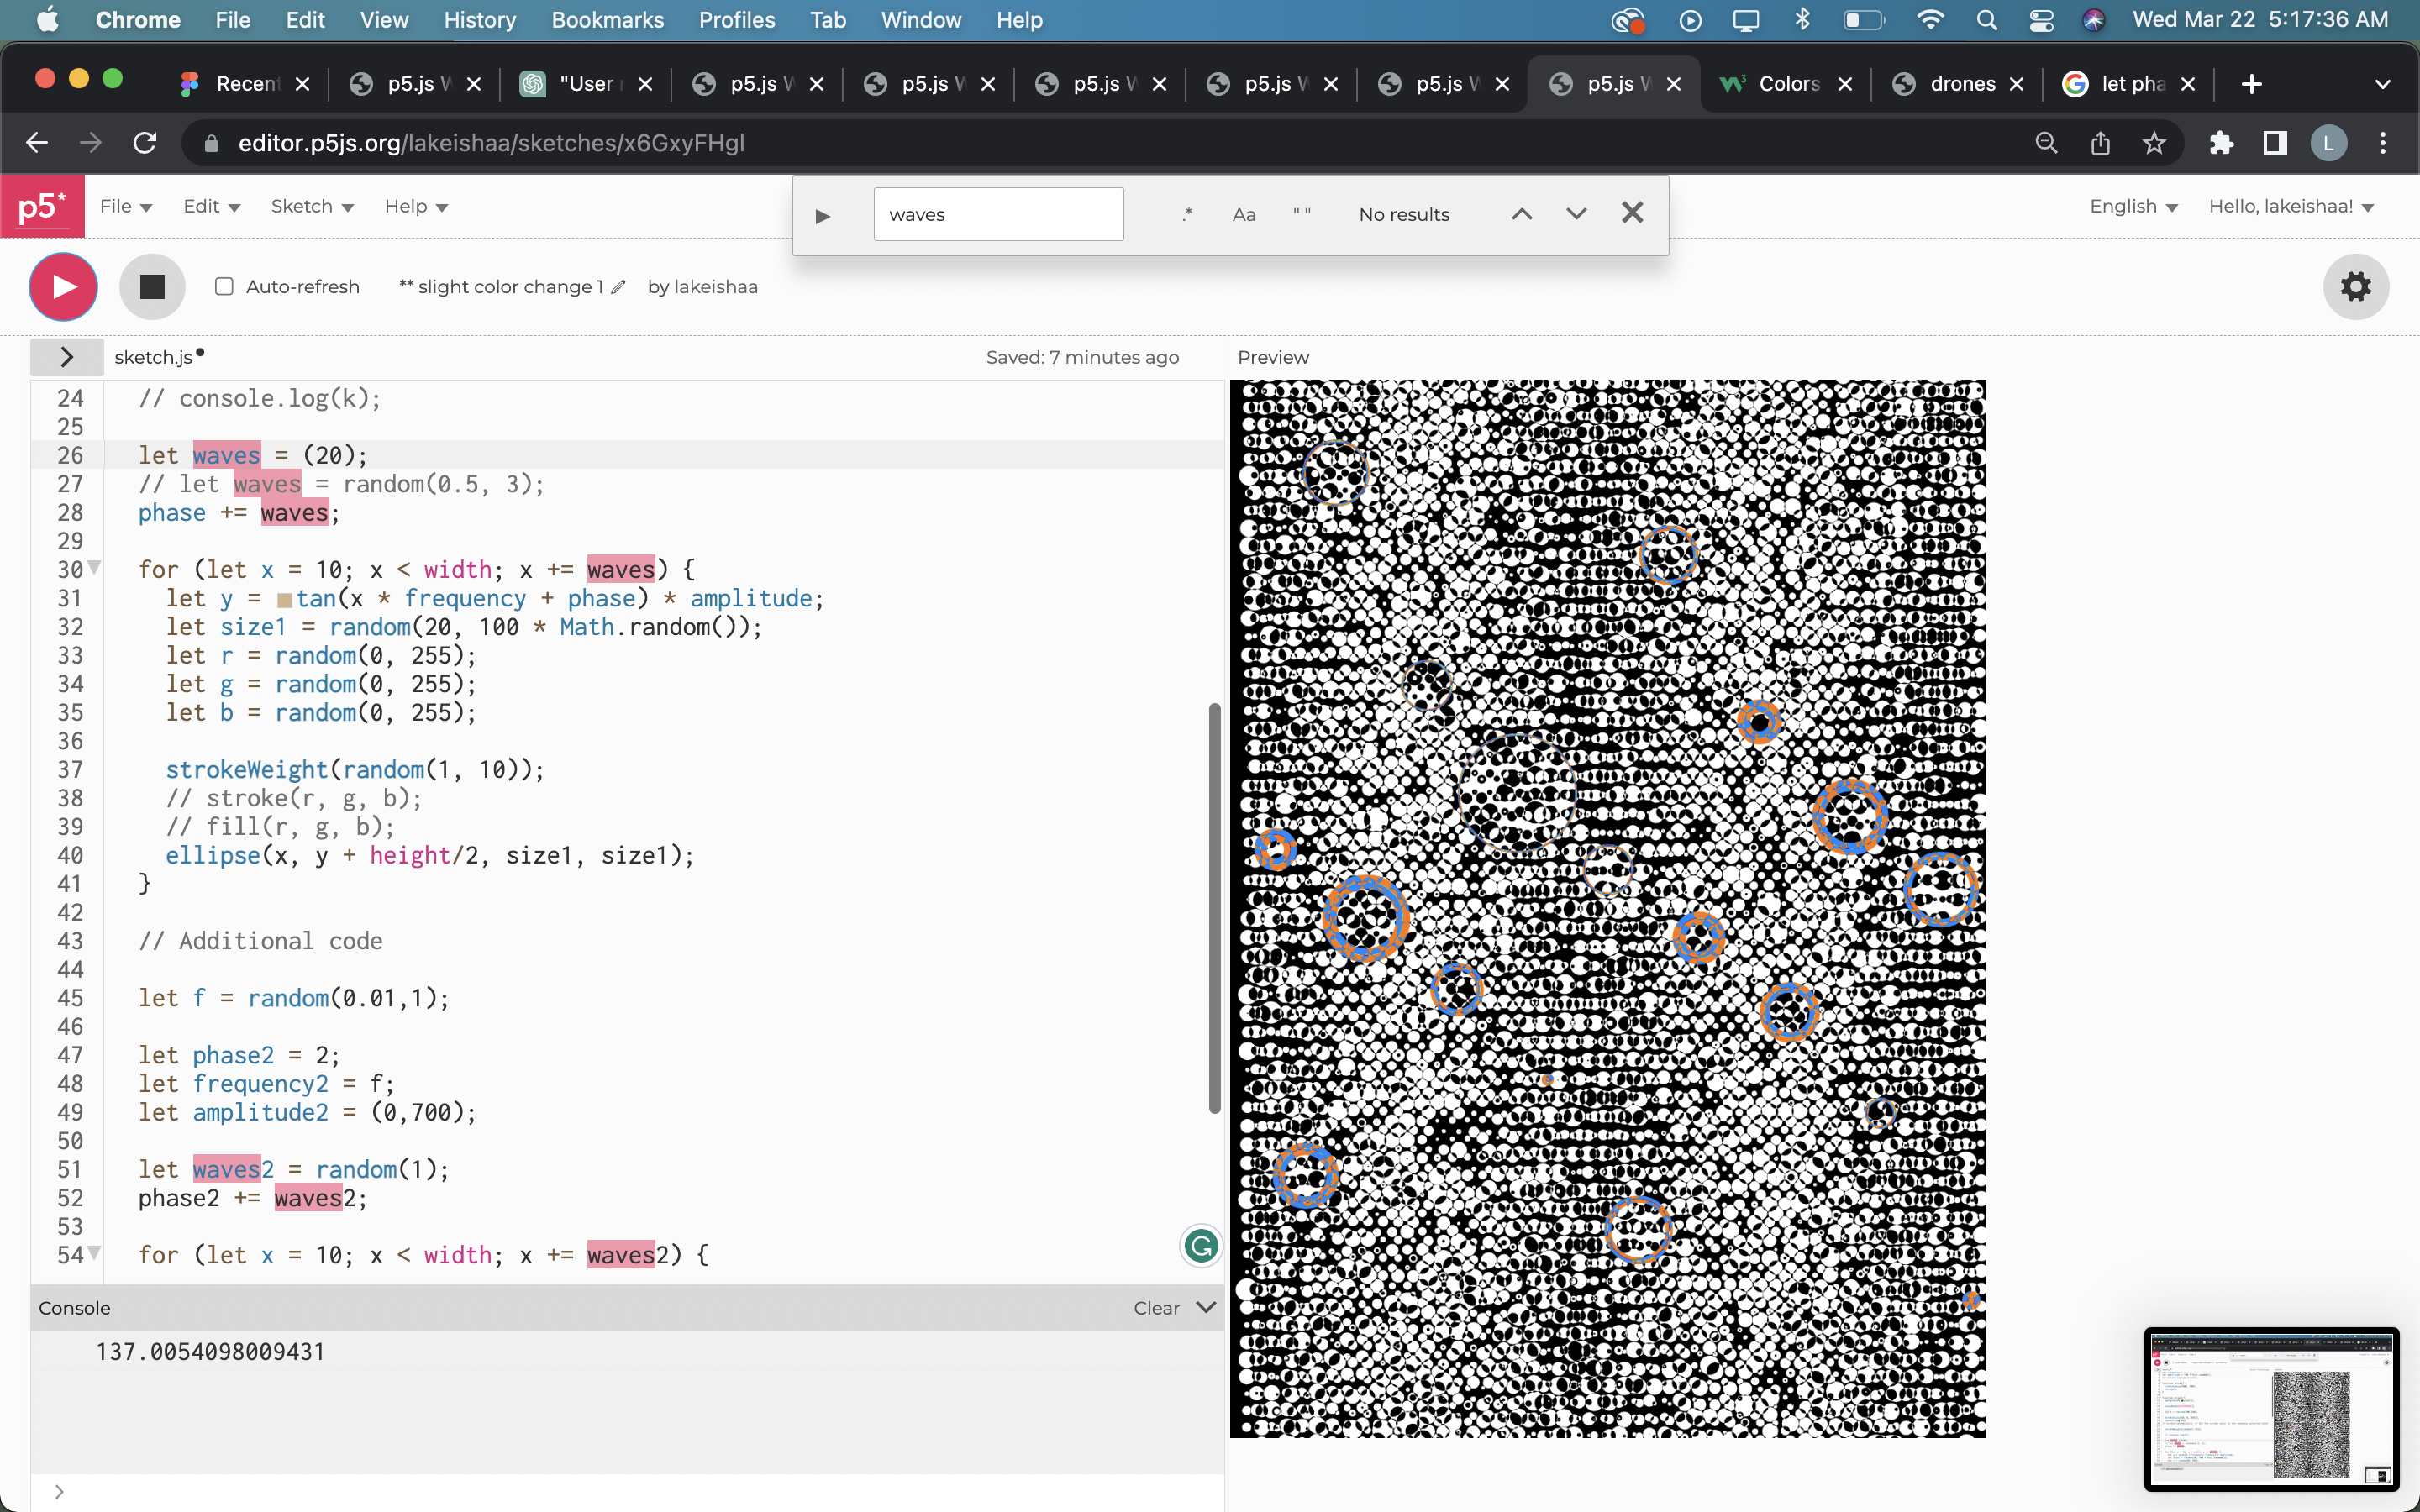 Chrome File Edit View History Bookmarks Profiles Tab Window Help Wed Mar 22 5:17:36 AM
Recent p5.js W "User r p5.js W p5.js W p5.js W p5.js W p5.js W p5.js W Colors drones let pha
editor.p5js.org/lakeishaa/sketches/x6GxyFHgl L
p5* File Edit Sketch Help waves .* Aa " " No results English Hello, lakeishaa!
Auto-refresh ** slight color change 1 by lakeishaa
sketch.js Saved: 7 minutes ago Preview
24 // console.log(k);
25
26 let waves = (20);
27 // let waves = random(0.5, 3);
28 phase += waves;
29
30 for (let x = 10; x < width; x += waves) {
31 let y = tan(x * frequency + phase) * amplitude;
32 let size1 = random(20, 100 * Math.random());
33 let r = random(0, 255);
34 let g = random(0, 255);
35 let b = random(0, 255);
36
37 strokeWeight(random(1, 10));
38 // stroke(r, g, b);
39 // fill(r, g, b);
40 ellipse(x, y + height/2, size1, size1);
41 }
42
43 // Additional code
44
45 let f = random(0.01,1);
46
47 let phase2 = 2;
48 let frequency2 = f;
49 let amplitude2 = (0,700);
50
51 let waves2 = random(1);
52 phase2 += waves2;
53
54 for (let x = 10; x < width; x += waves2) {
Console Clear
137.0054098009431